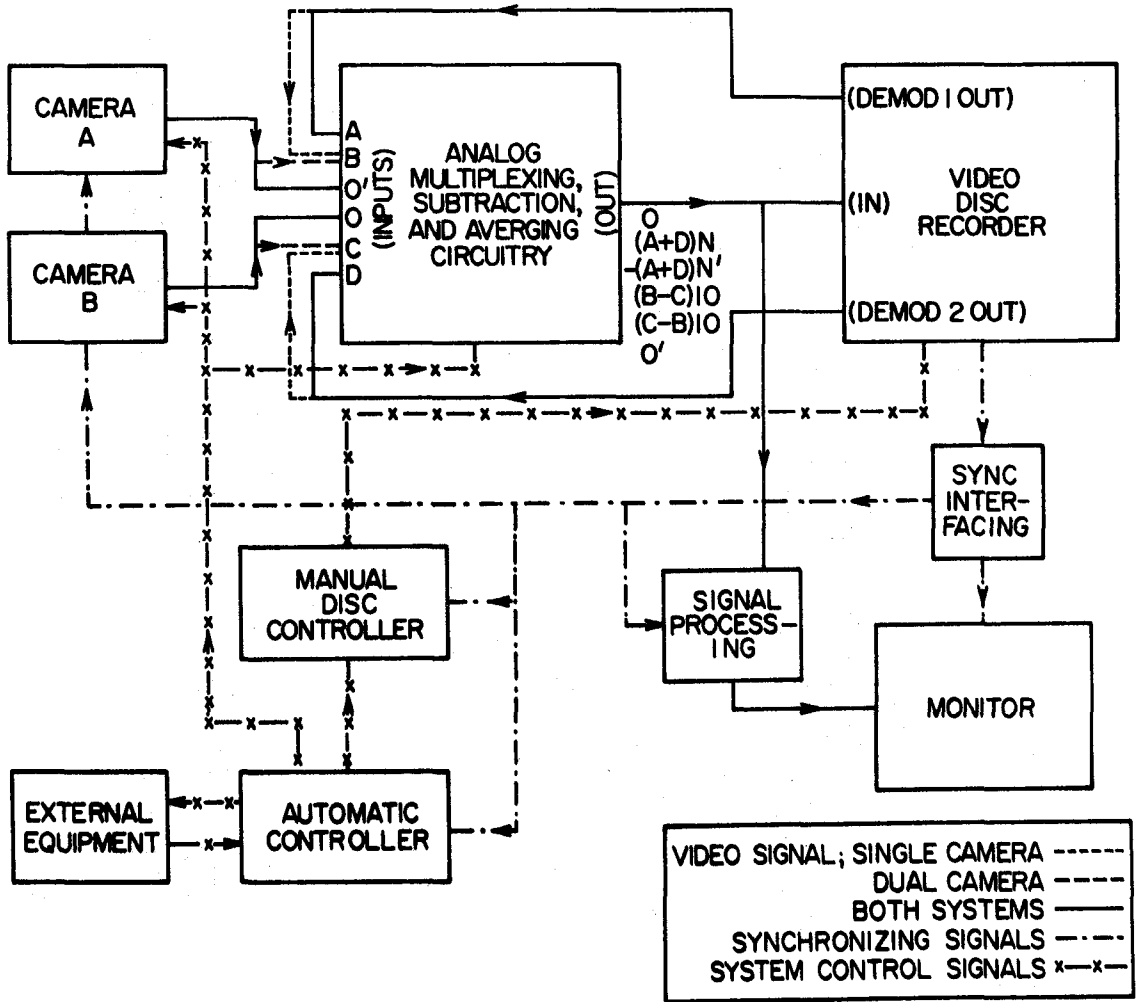 CAMERA
A
CAMERA
B
A
B
O'
O
C
D
(INPUTS)
ANALOG
MULTIPLEXING,
SUBTRACTION,
AND AVERGING
CIRCUITRY
(OUT)
O
(A+D)N
-(A+D)N'
(B-C)IO
(C-B)IO
O'
(DEMOD 1 OUT)
VIDEO
DISC
RECORDER
(IN)
(DEMOD 2 OUT)
SYNC
INTER-
FACING
MANUAL
DISC
CONTROLLER
SIGNAL
PROCESS-
ING
MONITOR
EXTERNAL
EQUIPMENT
AUTOMATIC
CONTROLLER
VIDEO SIGNAL; SINGLE CAMERA
DUAL CAMERA
BOTH SYSTEMS
SYNCHRONIZING SIGNALS
SYSTEM CONTROL SIGNALS x—x—x